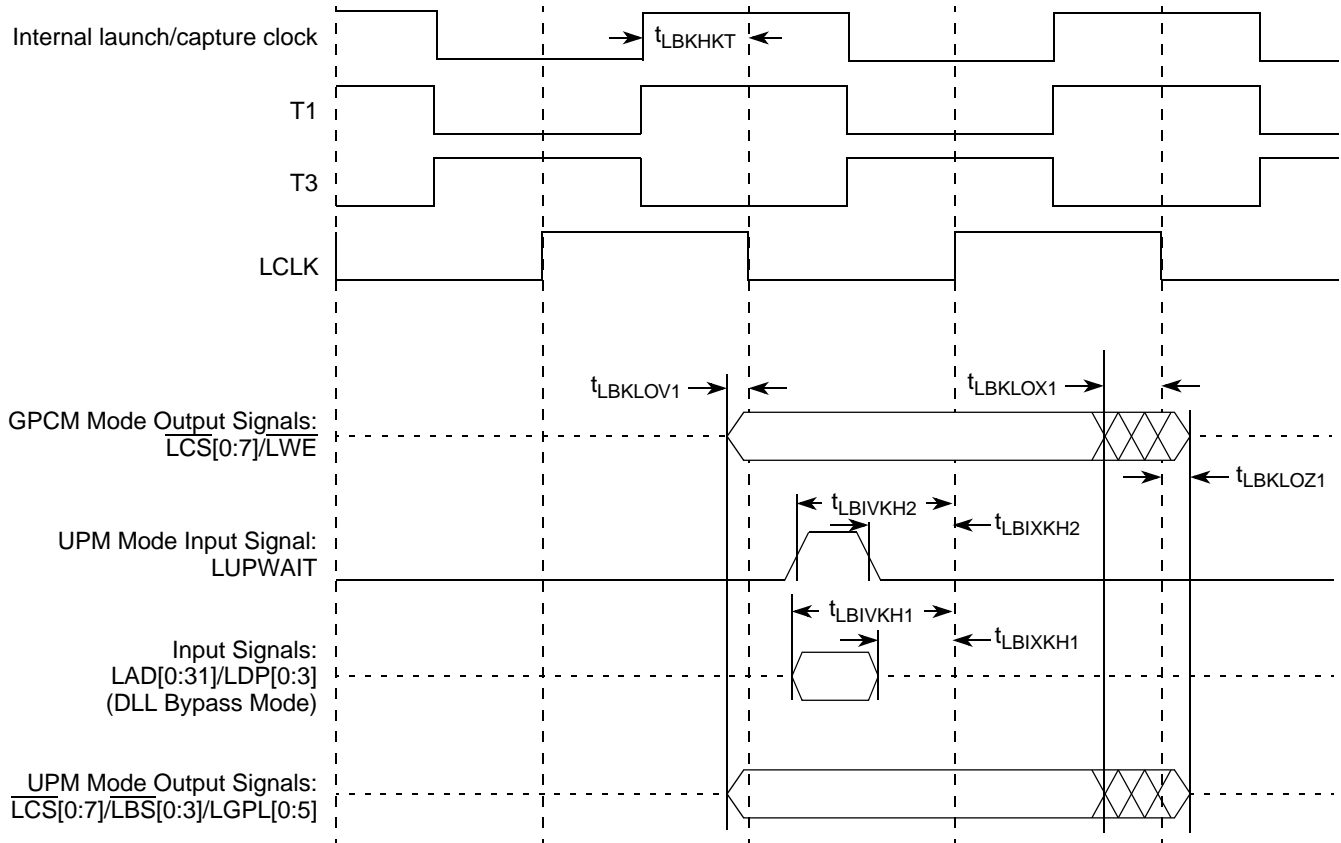 Internal launch/capture clock
tLBKHKT
T1
T3
LCLK
tLBKLOV1
tLBKLOX1
GPCM Mode Output Signals:
LCS[0:7]/LWE
tLBKLOZ1
tLBIVKH2
tLBIXKH2
UPM Mode Input Signal:
LUPWAIT
tLBIVKH1
tLBIXKH1
Input Signals:
LAD[0:31]/LDP[0:3]
(DLL Bypass Mode)
UPM Mode Output Signals:
LCS[0:7]/LBS[0:3]/LGPL[0:5]